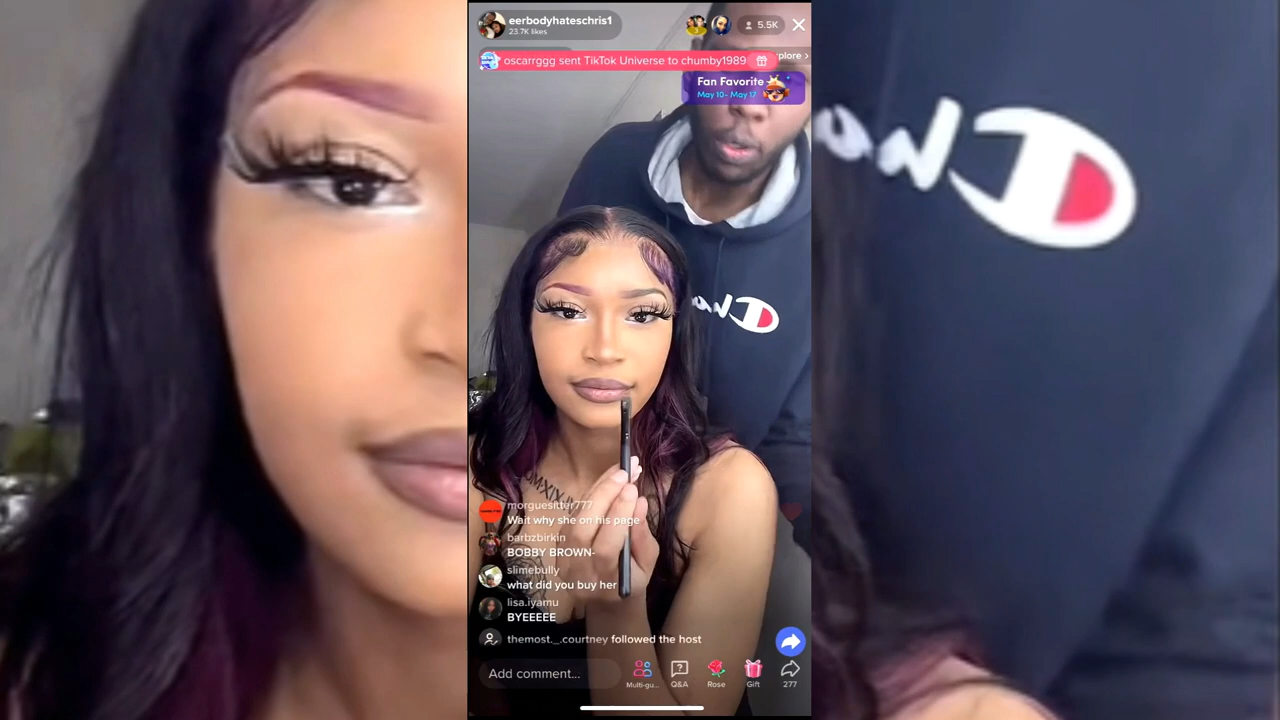 eerbodyhateschris1
23.7K likes
5.5K
oscarrggg sent TikTok Universe to chumby1989
plore >
Fan Favorite
May 10- May 17
morguesitter777
Wait why she on his page
barbzbirkin
BOBBY BROWN-
slimebully
what did you buy her
lisa.iyamu
BYEEEEE
themost._.courtney followed the host
Add comment...
Multi-gu...
Q&A
Rose
Gift
277